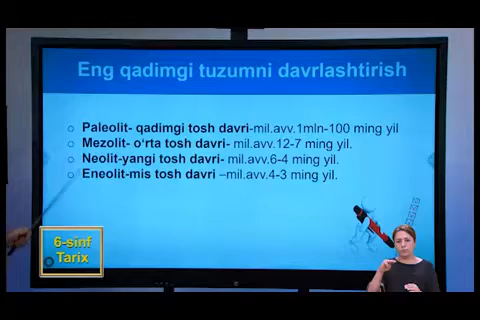 Eng qadimgi tuzumni davrlashtirish
Paleolit- qadimgi tosh davri-mil.avv.1mln-100 ming yil
Mezolit- o‘rta tosh davri- mil.avv.12-7 ming yil.
Neolit-yangi tosh davri- mil.avv.6-4 ming yil.
Eneolit-mis tosh davri –mil.avv.4-3 ming yil.
6-sinf
Tarix